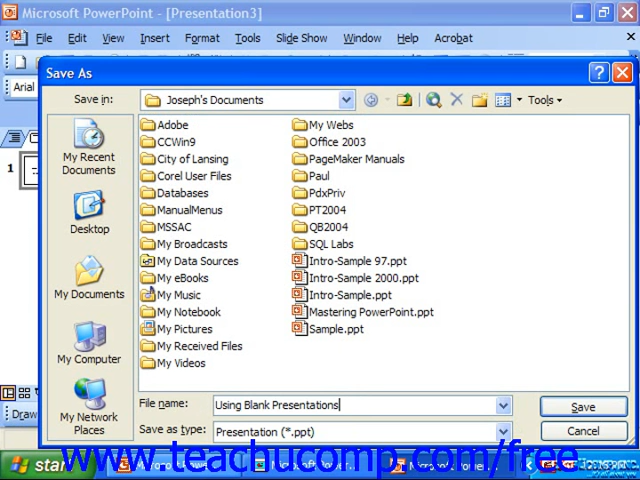 Microsoft PowerPoint - [Presentation3]
File Edit View Insert Format Tools Slide Show Window Help Acrobat
Arial
Save As
Save in: Joseph's Documents Tools
My Recent Documents
Desktop
My Documents
My Computer
My Network Places
1
Adobe
CCWin9
City of Lansing
Corel User Files
Databases
ManualMenus
MSSAC
My Broadcasts
My Data Sources
My eBooks
My Music
My Notebook
My Pictures
My Received Files
My Videos
My Webs
Office 2003
PageMaker Manuals
Paul
PdxPriv
PT2004
QB2004
SQL Labs
Intro-Sample 97.ppt
Intro-Sample 2000.ppt
Intro-Sample.ppt
Mastering PowerPoint.ppt
Sample.ppt
File name: Using Blank Presentations Save
Save as type: Presentation (*.ppt) Cancel
Draw
start
www.teachucomp.com/free